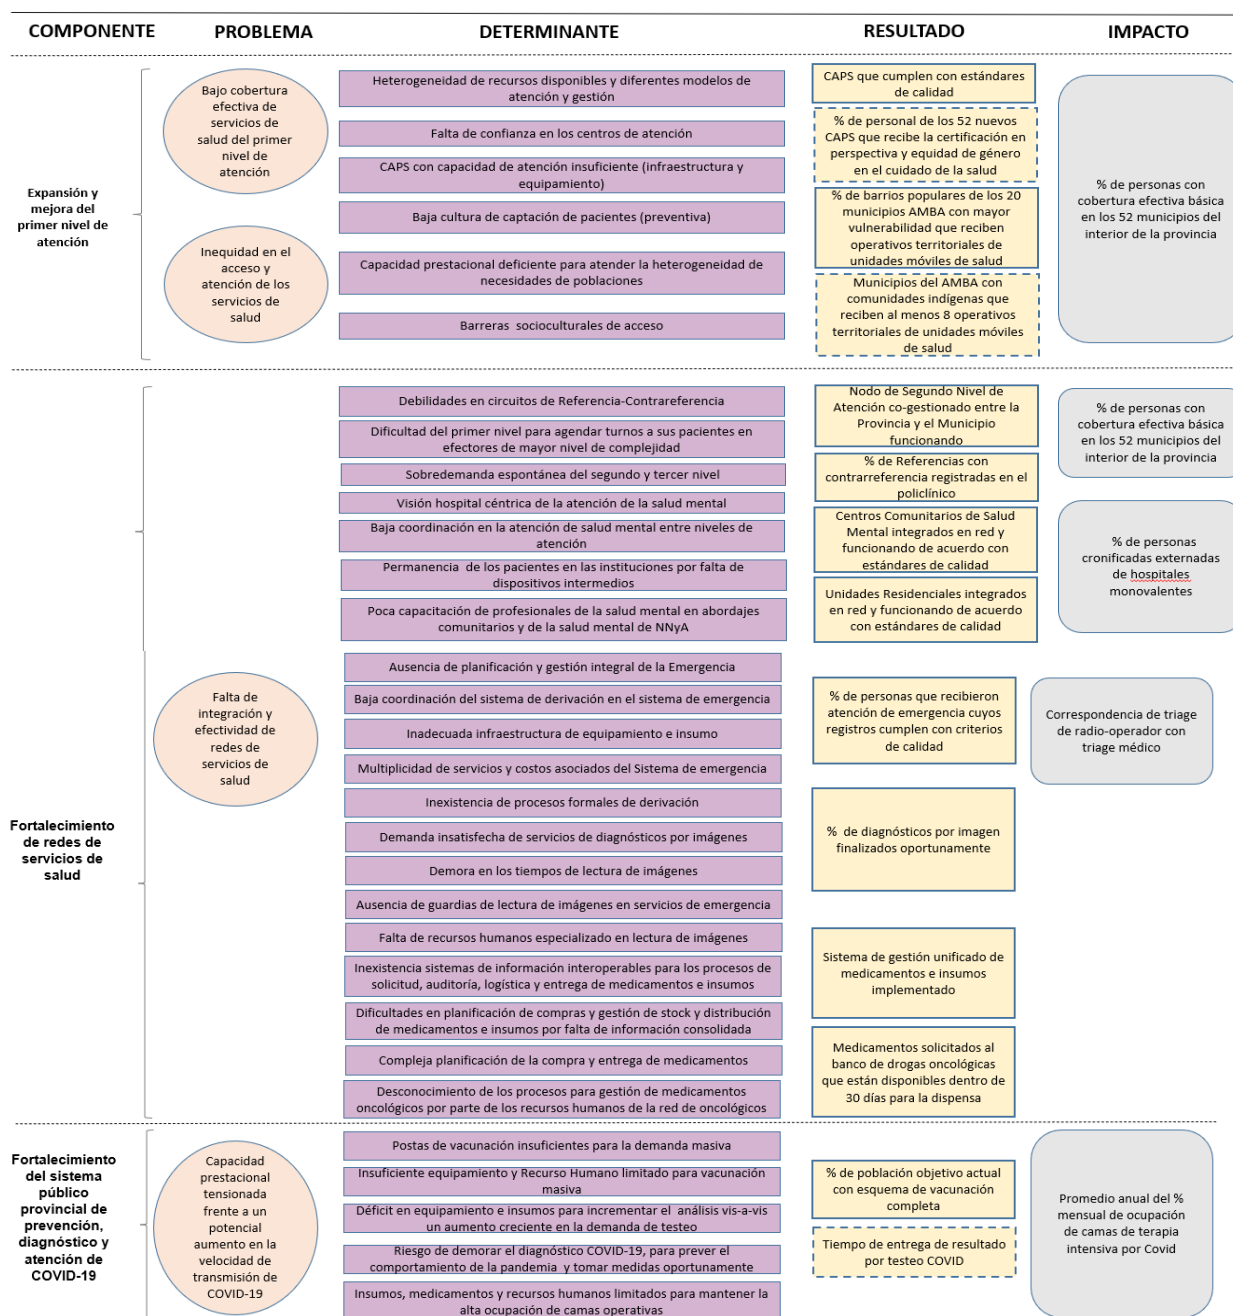 COMPONENTE
PROBLEMA
DETERMINANTE
RESULTADO
IMPACTO
Expansión y
mejora del
primer nivel de
atención
Bajo cobertura
efectiva de
servicios de
salud del primer
nivel de
atención
Inequidad en el
acceso y
atención de los
servicios de
salud
Heterogeneidad de recursos disponibles y diferentes modelos de
atención y gestión
Falta de confianza en los centros de atención
CAPS con capacidad de atención insuficiente (infraestructura y
equipamiento)
Baja cultura de captación de pacientes (preventiva)
Capacidad prestacional deficiente para atender la heterogeneidad de
necesidades de poblaciones
Barreras socioculturales de acceso
CAPS que cumplen con estándares
de calidad
% de personal de los 52 nuevos
CAPS que recibe la certificación en
perspectiva y equidad de género
en el cuidado de la salud
% de barrios populares de los 20
municipios AMBA con mayor
vulnerabilidad que reciben
operativos territoriales de
unidades móviles de salud
Municipios del AMBA con
comunidades indígenas que
reciben al menos 8 operativos
territoriales de unidades móviles
de salud
% de personas con
cobertura efectiva básica
en los 52 municipios del
interior de la provincia
Fortalecimiento
de redes de
servicios de
salud
Falta de
integración y
efectividad de
redes de
servicios de
salud
Debilidades en circuitos de Referencia-Contrareferencia
Dificultad del primer nivel para agendar turnos a sus pacientes en
efectores de mayor nivel de complejidad
Sobredemanda espontánea del segundo y tercer nivel
Visión hospital céntrica de la atención de la salud mental
Baja coordinación en la atención de salud mental entre niveles de
atención
Permanencia de los pacientes en las instituciones por falta de
dispositivos intermedios
Poca capacitación de profesionales de la salud mental en abordajes
comunitarios y de la salud mental de NNyA
Ausencia de planificación y gestión integral de la Emergencia
Baja coordinación del sistema de derivación en el sistema de emergencia
Inadecuada infraestructura de equipamiento e insumo
Multiplicidad de servicios y costos asociados del Sistema de emergencia
Inexistencia de procesos formales de derivación
Demanda insatisfecha de servicios de diagnósticos por imágenes
Demora en los tiempos de lectura de imágenes
Ausencia de guardias de lectura de imágenes en servicios de emergencia
Falta de recursos humanos especializado en lectura de imágenes
Inexistencia sistemas de información interoperables para los procesos de
solicitud, auditoría, logística y entrega de medicamentos e insumos
Dificultades en planificación de compras y gestión de stock y distribución
de medicamentos e insumos por falta de información consolidada
Compleja planificación de la compra y entrega de medicamentos
Desconocimiento de los procesos para gestión de medicamentos
oncológicos por parte de los recursos humanos de la red de oncológicos
Nodo de Segundo Nivel de
Atención co-gestionado entre la
Provincia y el Municipio
funcionando
% de Referencias con
contrarreferencia registradas en el
policlínico
Centros Comunitarios de Salud
Mental integrados en red y
funcionando de acuerdo con
estándares de calidad
Unidades Residenciales integrados
en red y funcionando de acuerdo
con estándares de calidad
% de personas que recibieron
atención de emergencia cuyos
registros cumplen con criterios
de calidad
% de diagnósticos por imagen
finalizados oportunamente
Sistema de gestión unificado de
medicamentos e insumos
implementado
Medicamentos solicitados al
banco de drogas oncológicas
que están disponibles dentro de
30 días para la dispensa
% de personas con
cobertura efectiva básica
en los 52 municipios del
interior de la provincia
% de personas
cronificadas externadas
de hospitales
monovalentes
Correspondencia de triage
de radio-operador con
triage médico
Fortalecimiento
del sistema
público
provincial de
prevención,
diagnóstico y
atención de
COVID-19
Capacidad
prestacional
tensionada
frente a un
potencial
aumento en la
velocidad de
transmisión de
COVID-19
Postas de vacunación insuficientes para la demanda masiva
Insuficiente equipamiento y Recurso Humano limitado para vacunación
masiva
Déficit en equipamiento e insumos para incrementar el análisis vis-a-vis
un aumento creciente en la demanda de testeo
Riesgo de demorar el diagnóstico COVID-19, para prever el
comportamiento de la pandemia y tomar medidas oportunamente
Insumos, medicamentos y recursos humanos limitados para mantener la
alta ocupación de camas operativas
% de población objetivo actual
con esquema de vacunación
completa
Tiempo de entrega de resultado
por testeo COVID
Promedio anual del %
mensual de ocupación
de camas de terapia
intensiva por Covid